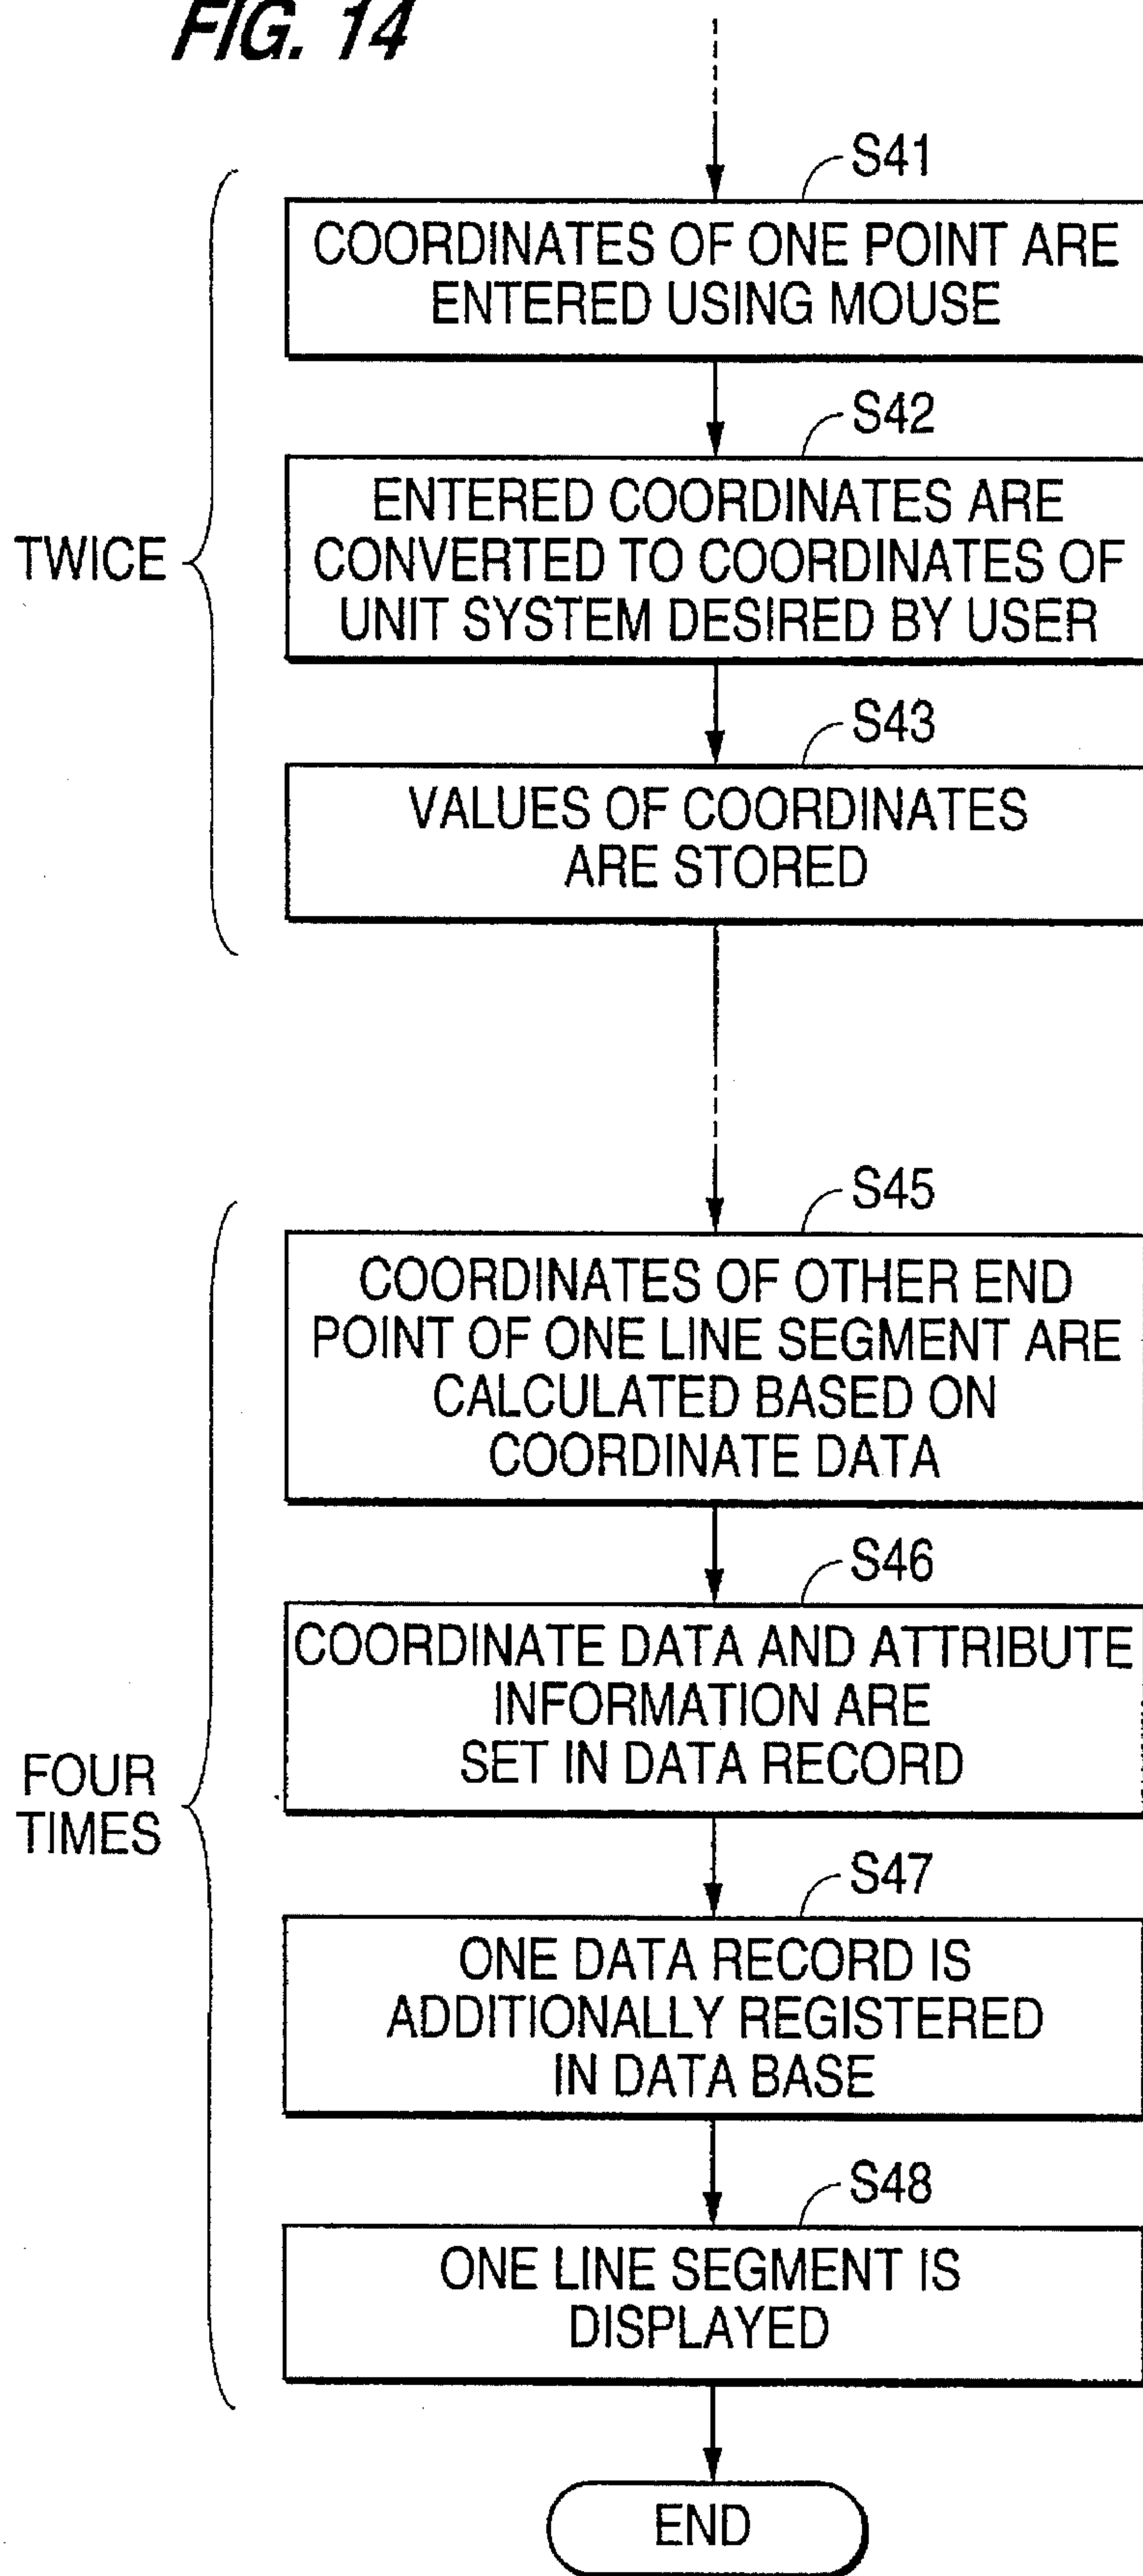 FIG. 14
S41
COORDINATES OF ONE POINT ARE
ENTERED USING MOUSE
S42
ENTERED COORDINATES ARE
CONVERTED TO COORDINATES OF
UNIT SYSTEM DESIRED BY USER
TWICE
S43
VALUES OF COORDINATES
ARE STORED
S45
COORDINATES OF OTHER END
POINT OF ONE LINE SEGMENT ARE
CALCULATED BASED ON
COORDINATE DATA
S46
COORDINATE DATA AND ATTRIBUTE
INFORMATION ARE
SET IN DATA RECORD
FOUR
TIMES
S47
ONE DATA RECORD IS
ADDITIONALLY REGISTERED
IN DATA BASE
S48
ONE LINE SEGMENT IS
DISPLAYED
END